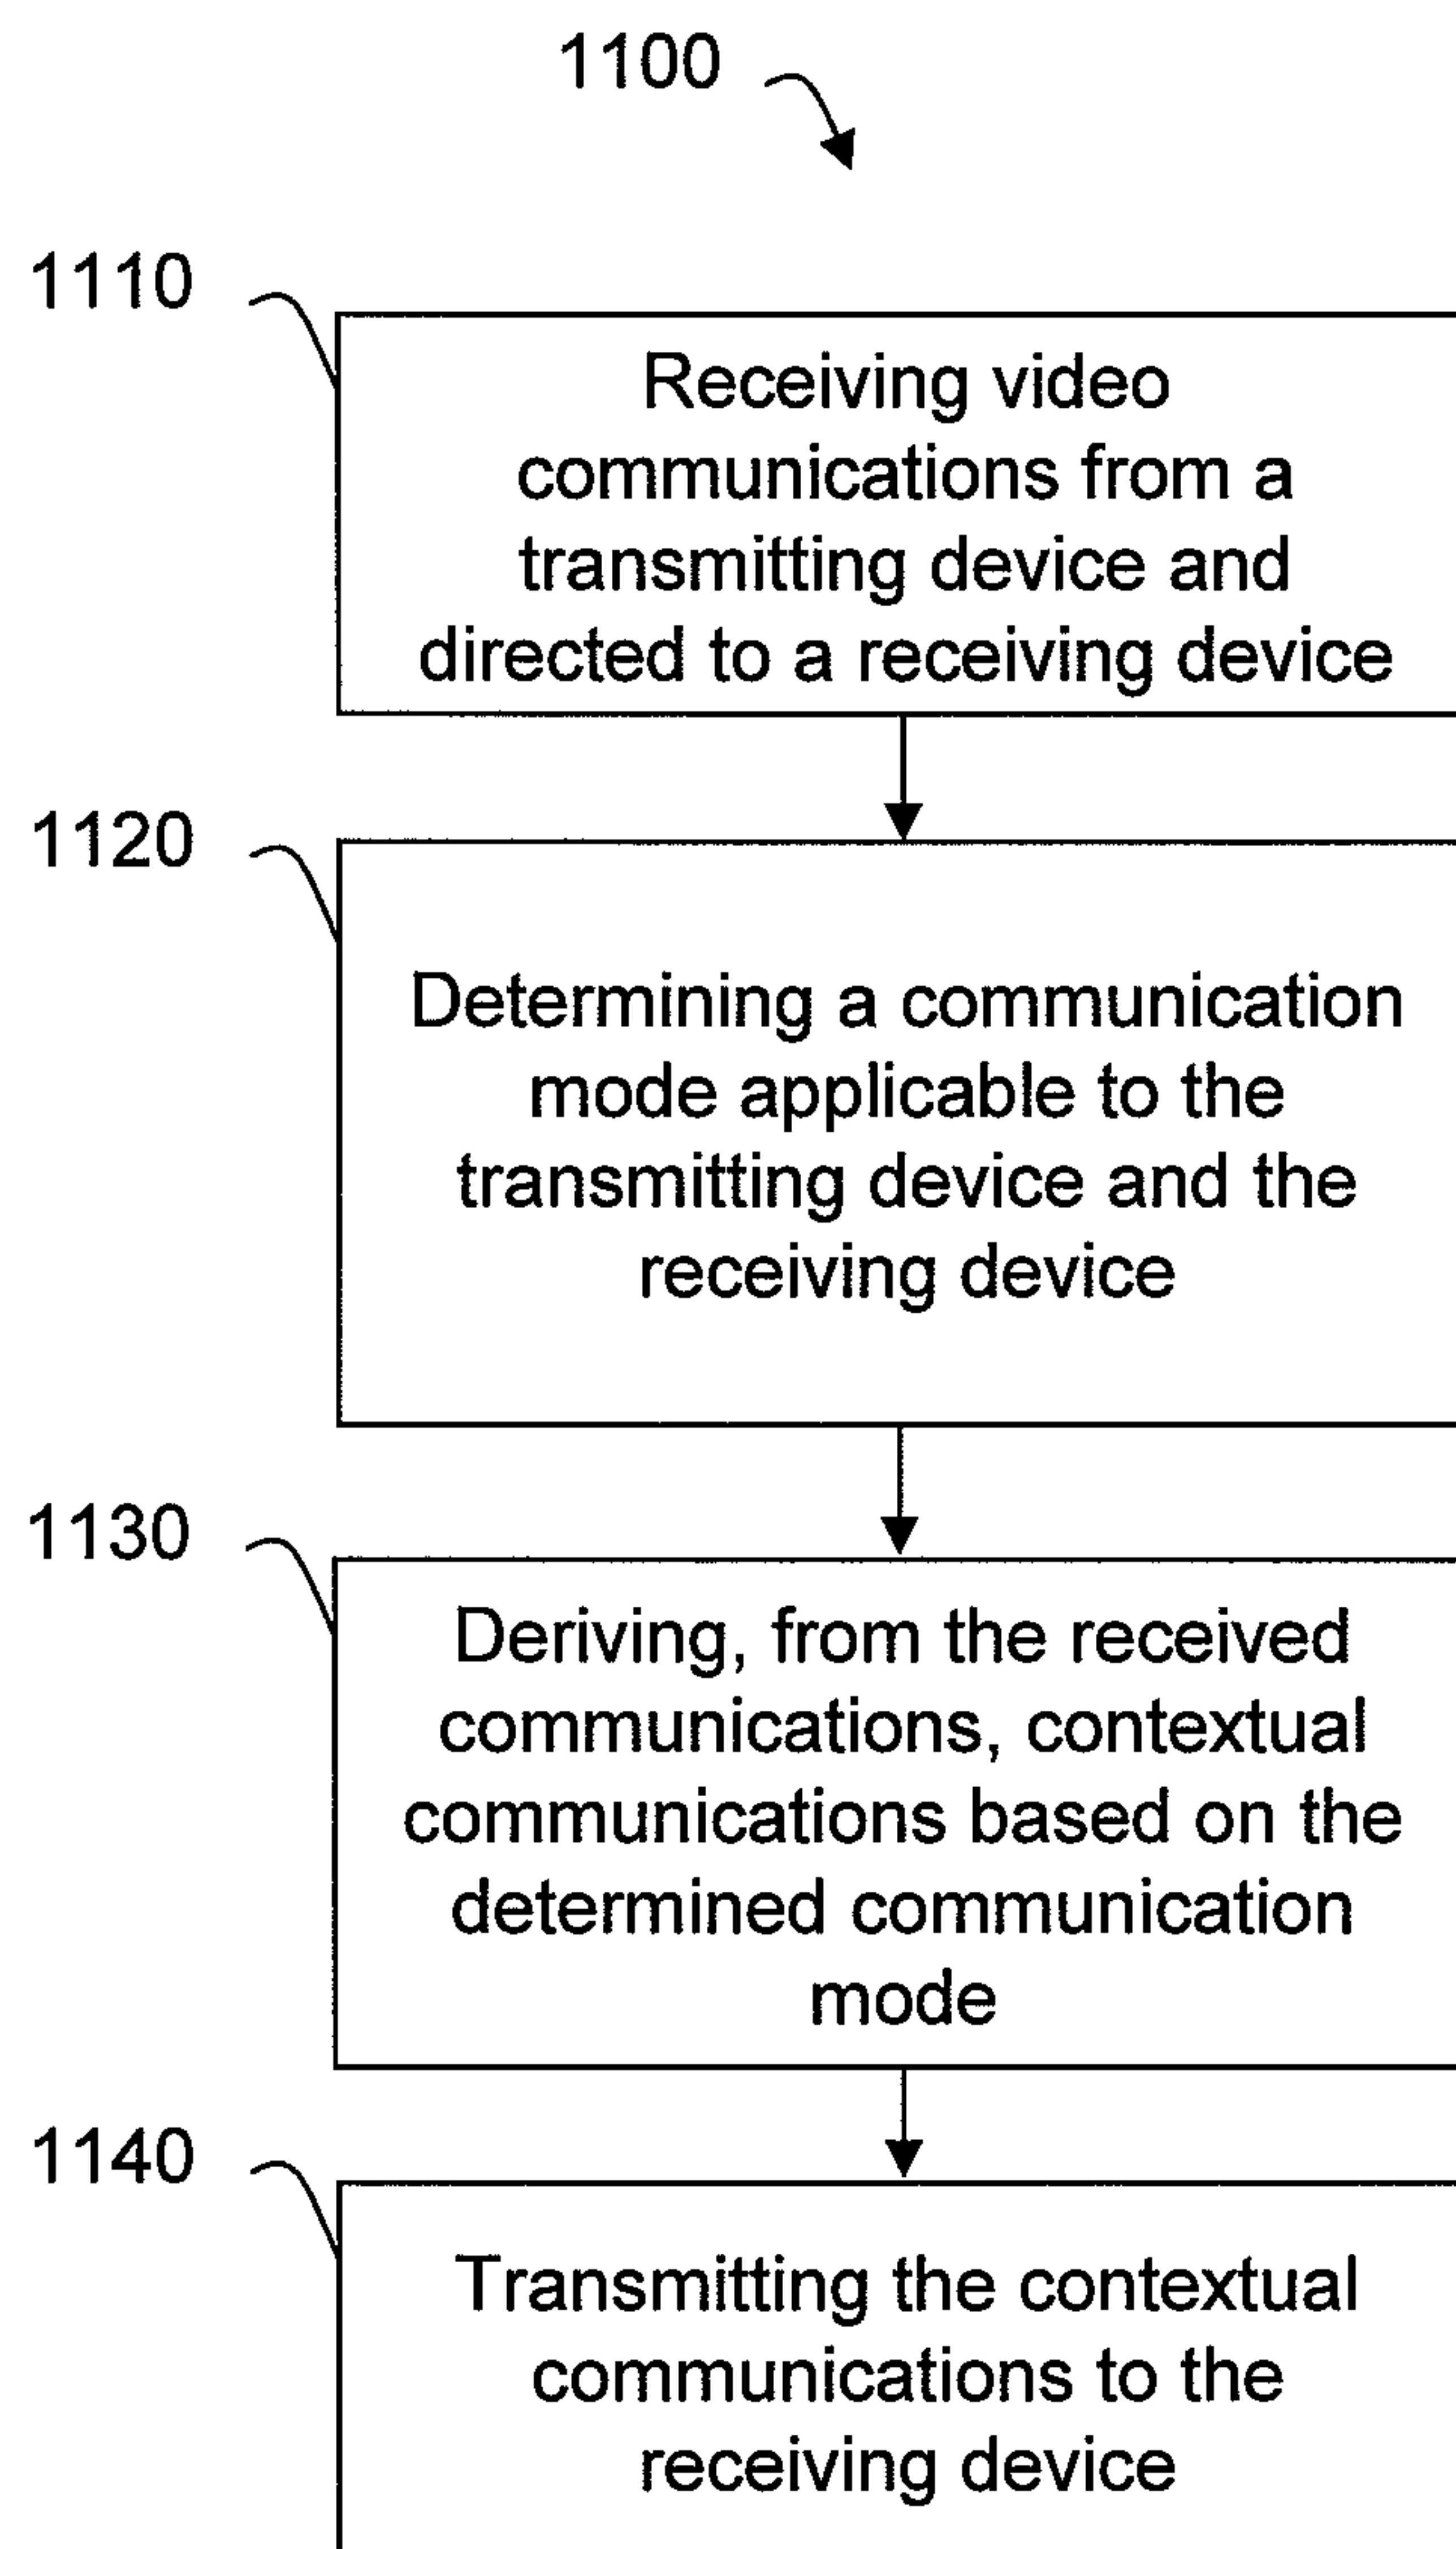 1100
1110
Receiving video
communications from a
transmitting device and
directed to a receiving device
1120
Determining a communication
mode applicable to the
transmitting device and the
receiving device
1130
Deriving, from the received
communications, contextual
communications based on the
determined communication
mode
1140
Transmitting the contextual
communications to the
receiving device